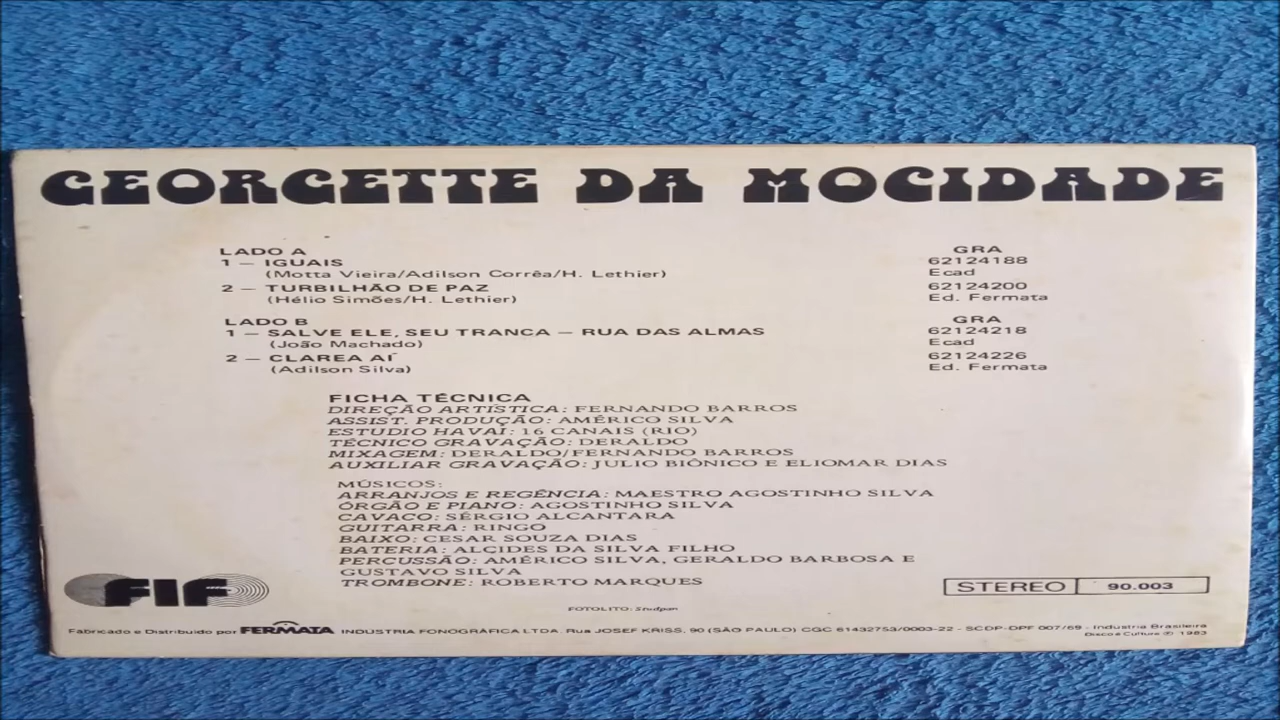 GEORGETTE DA MOCIDADE
LADO A GRA
1 — IGUAIS 62124188
(Motta Vieira/Adilson Corrêa/H. Lethier) Ecad
2 — TURBILHÃO DE PAZ 62124200
(Hélio Simões/H. Lethier) Ed. Fermata
LADO B GRA
1 — SALVE ELE, SEU TRANCA — RUA DAS ALMAS 62124218
(João Machado) Ecad
2 — CLAREA AÍ 62124226
(Adilson Silva) Ed. Fermata
FICHA TÉCNICA
DIREÇÃO ARTÍSTICA: FERNANDO BARROS
ASSIST. PRODUÇÃO: AMÉRICO SILVA
ESTUDIO HAVAÍ: 16 CANAIS (RIO)
TÉCNICO GRAVAÇÃO: DERALDO
MIXAGEM: DERALDO/FERNANDO BARROS
AUXILIAR GRAVAÇÃO: JULIO BIÔNICO E ELIOMAR DIAS
MÚSICOS:
ARRANJOS E REGÊNCIA: MAESTRO AGOSTINHO SILVA
ÓRGÃO E PIANO: AGOSTINHO SILVA
CAVACO: SÉRGIO ALCANTARA
GUITARRA: RINGO
BAIXO: CESAR SOUZA DIAS
BATERIA: ALCIDES DA SILVA FILHO
PERCUSSÃO: AMÉRICO SILVA, GERALDO BARBOSA E
GUSTAVO SILVA
TROMBONE: ROBERTO MARQUES
FIF
STEREO 90.003
FOTOLITO: Studpan
Fabricado e Distribuido por FERMATA INDUSTRIA FONOGRÁFICA LTDA. Rua JOSEF KRISS, 90 (SÃO PAULO) CGC 61432753/0003-22 - SCDP-DPF 007/69 - Industria Brasileira
Disco é Cultura ℗ 1983